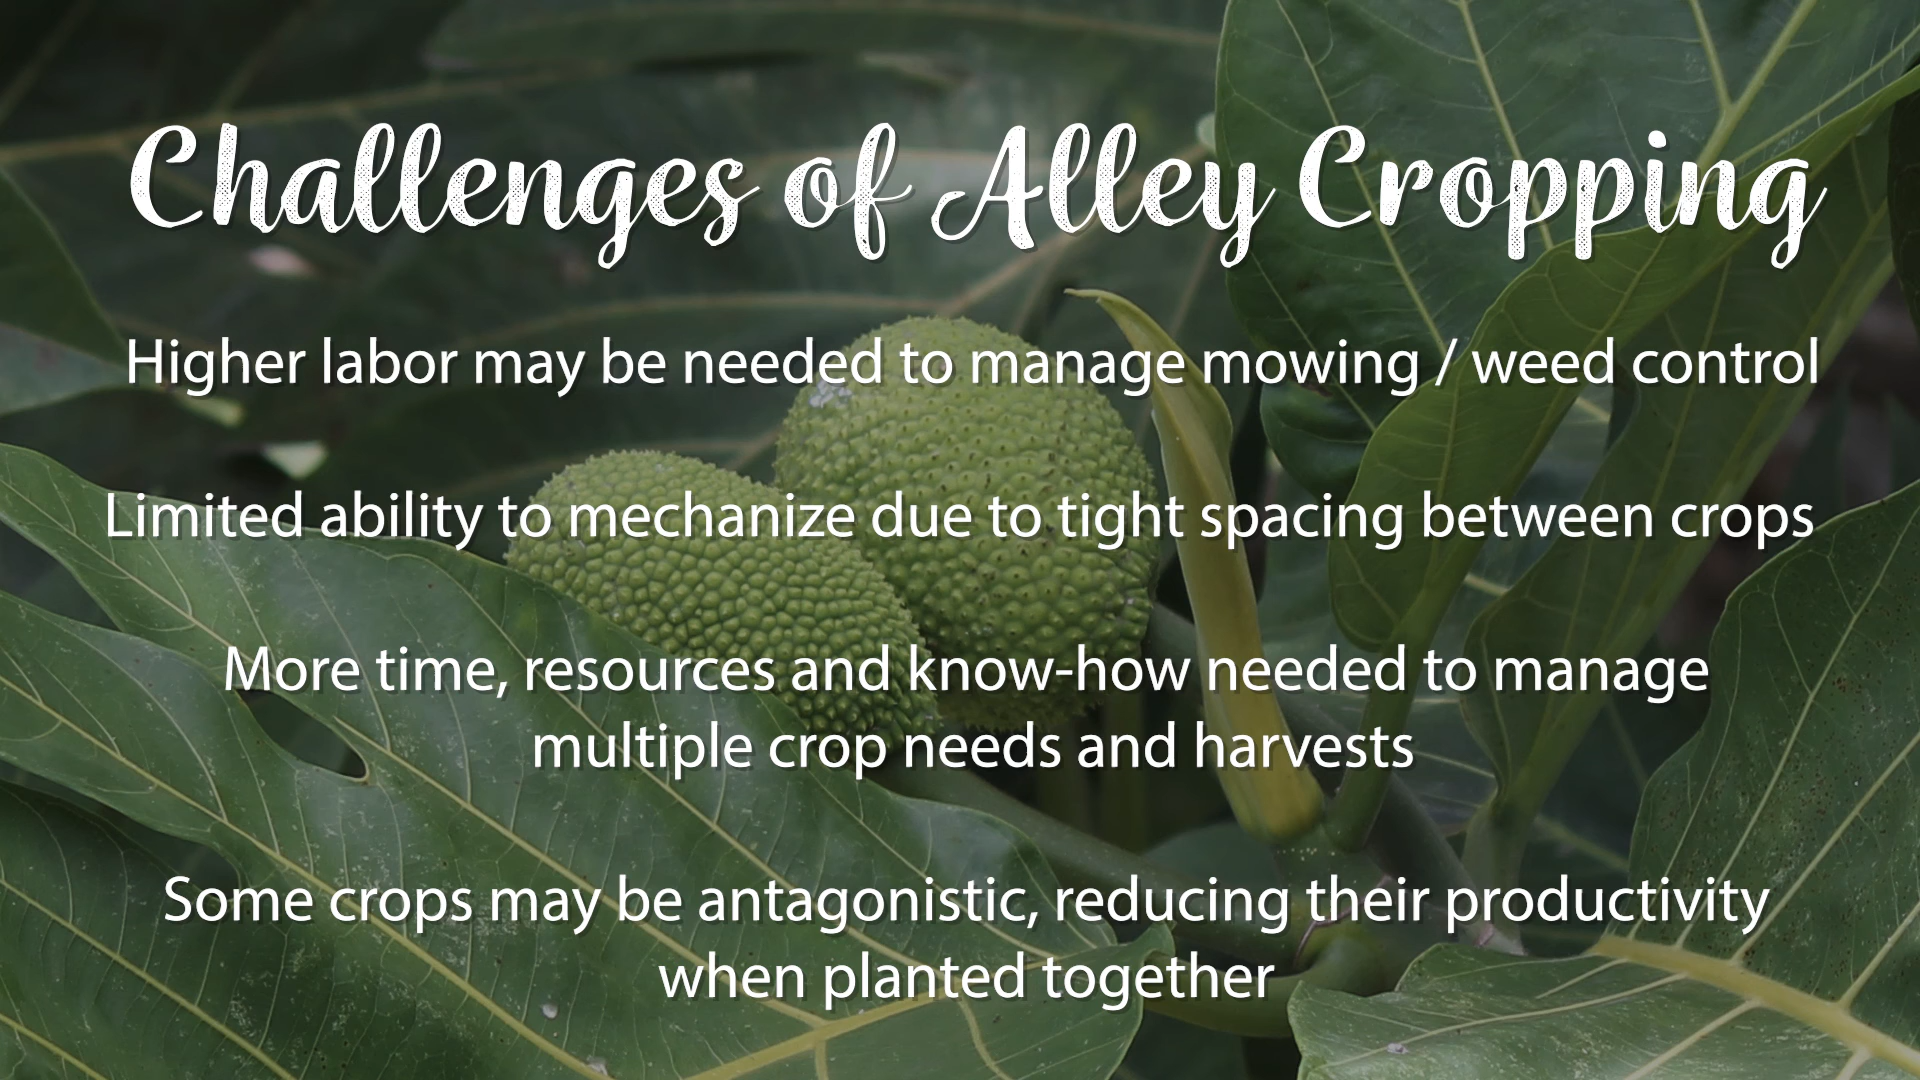 Challenges of Alley Cropping
Higher labor may be needed to manage mowing / weed control
Limited ability to mechanize due to tight spacing between crops
More time, resources and know-how needed to manage
multiple crop needs and harvests
Some crops may be antagonistic, reducing their productivity
when planted together